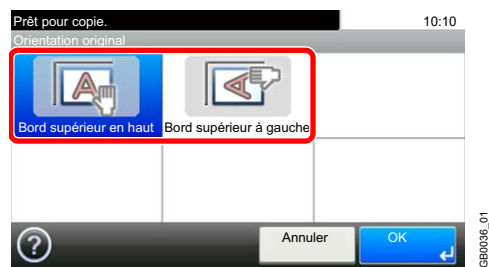 Prêt pour copie. 10:10
Orientation original
A A
Bord supérieur en haut Bord supérieur à gauche
? Annuler OK
GB0036_01